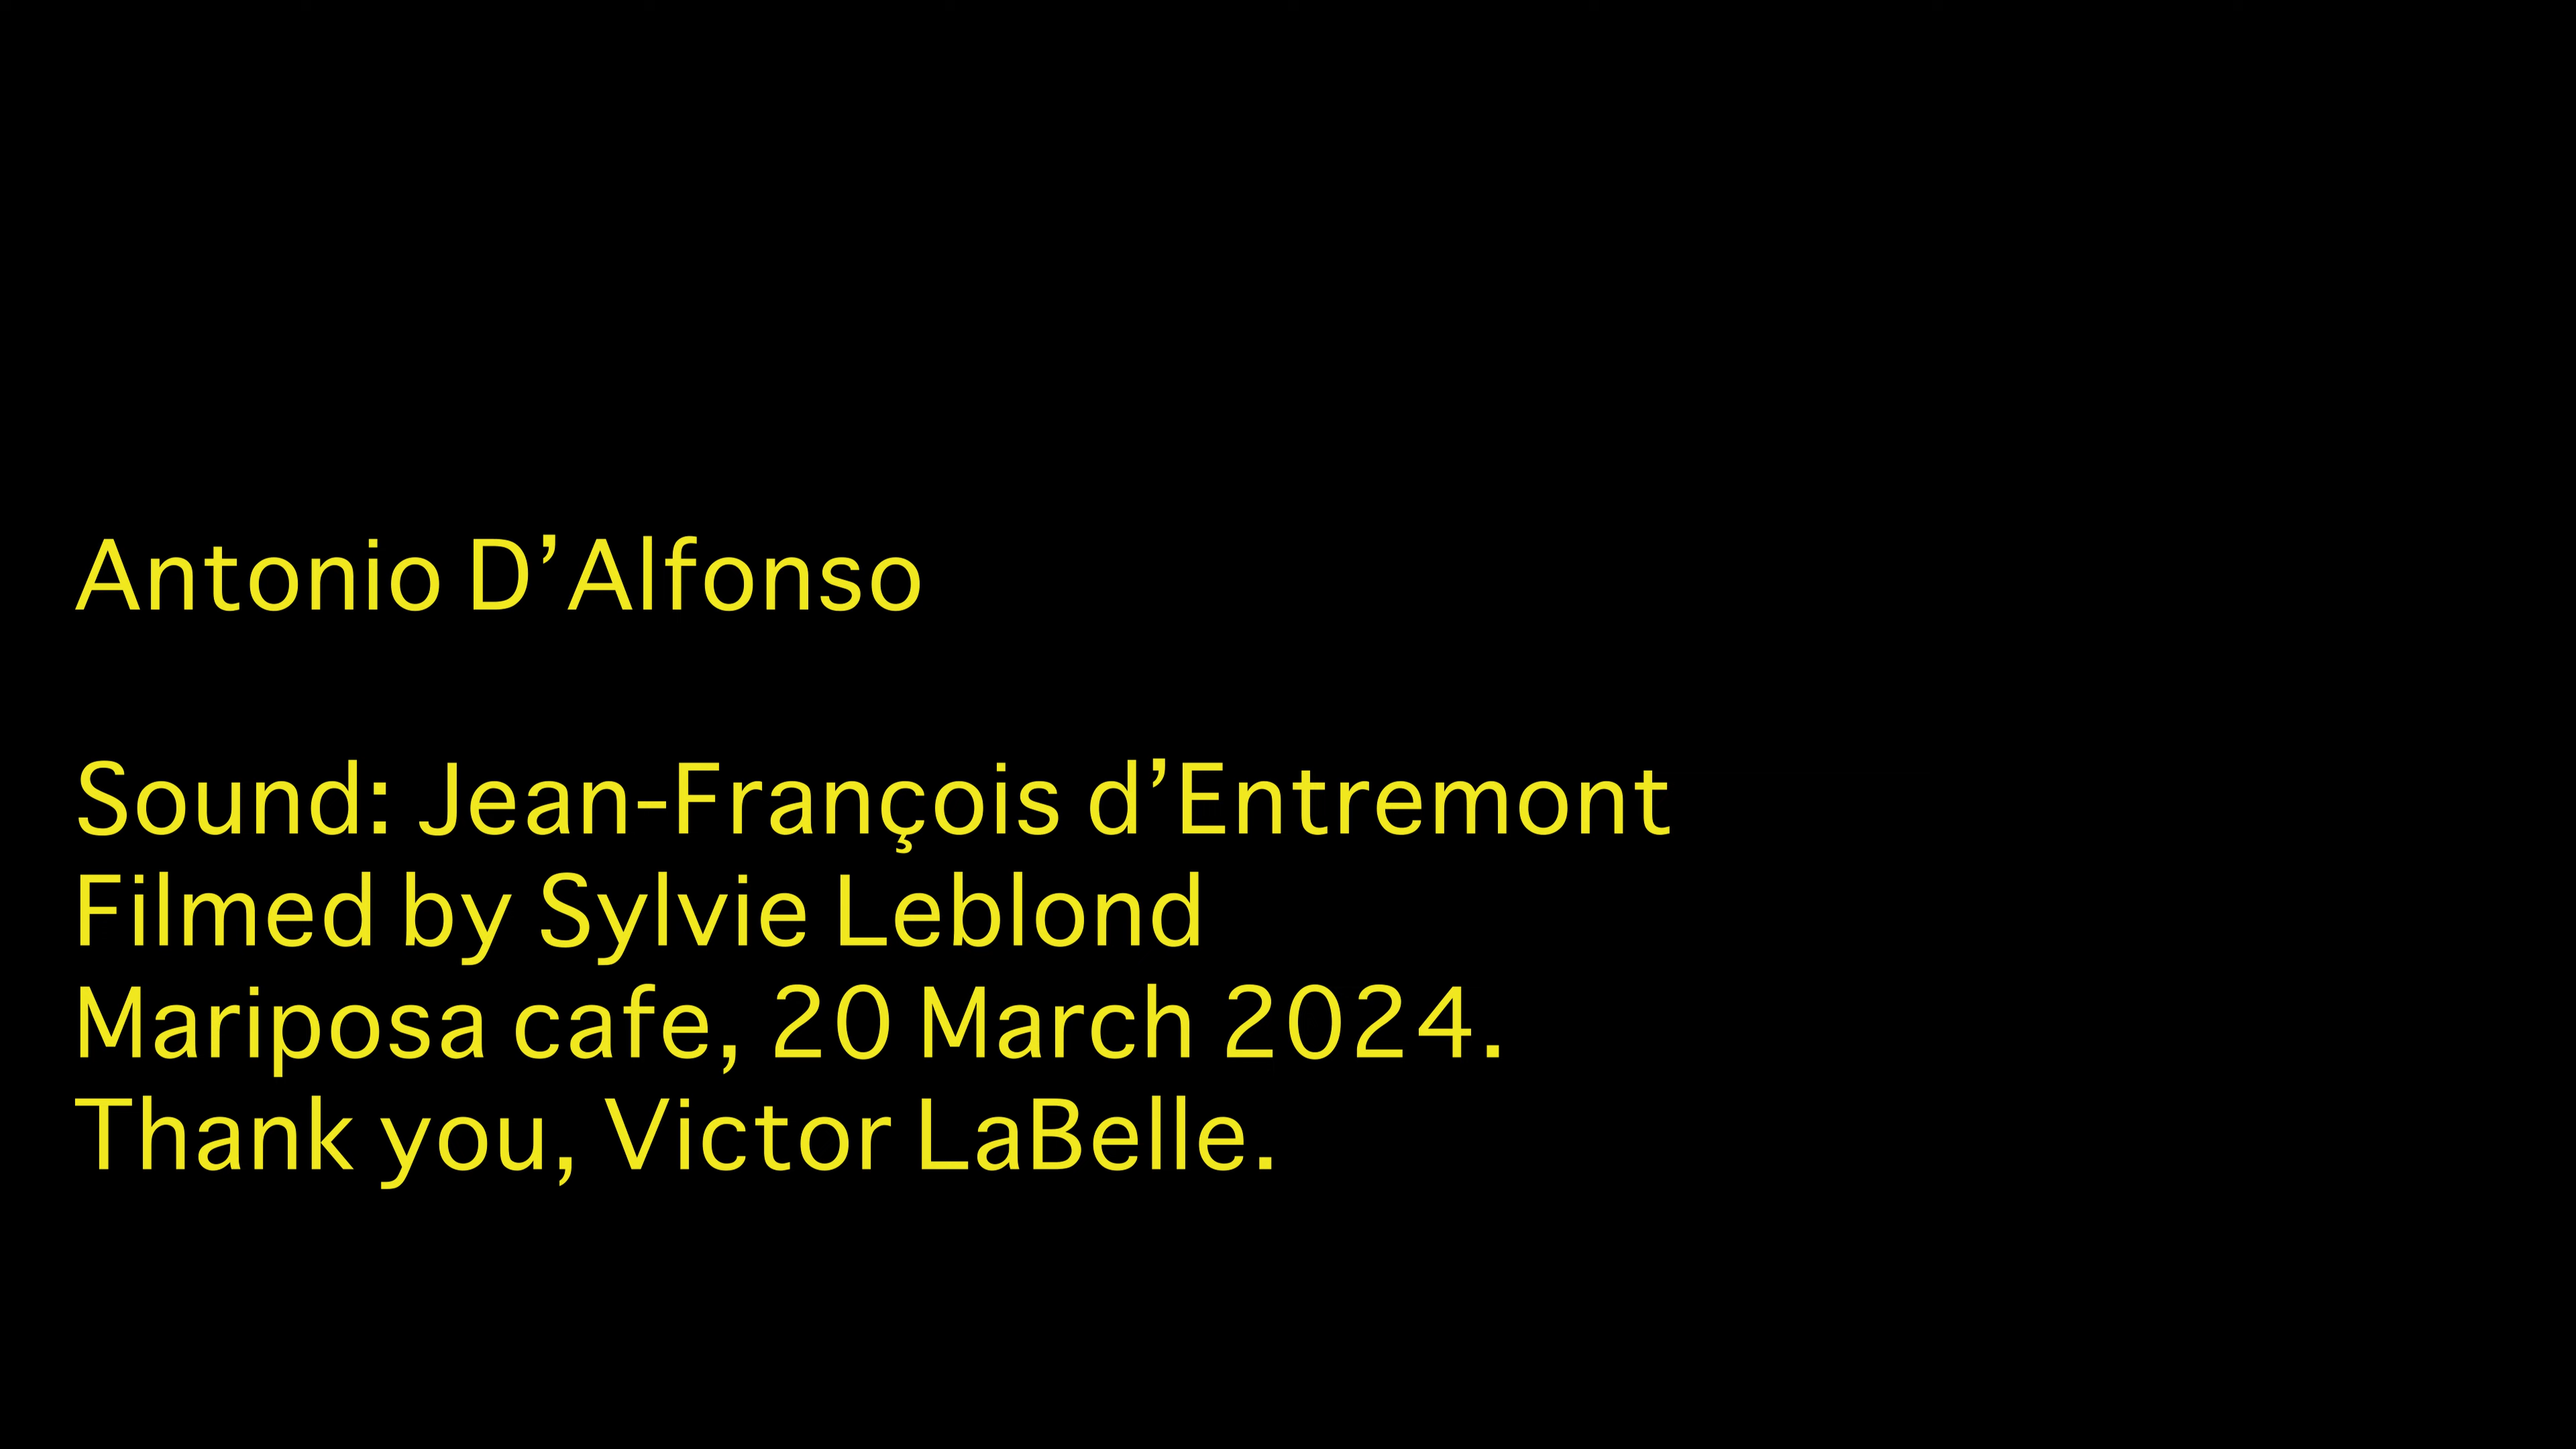 Antonio D’Alfonso
Sound: Jean-François d’Entremont
Filmed by Sylvie Leblond
Mariposa cafe, 20 March 2024.
Thank you, Victor LaBelle.